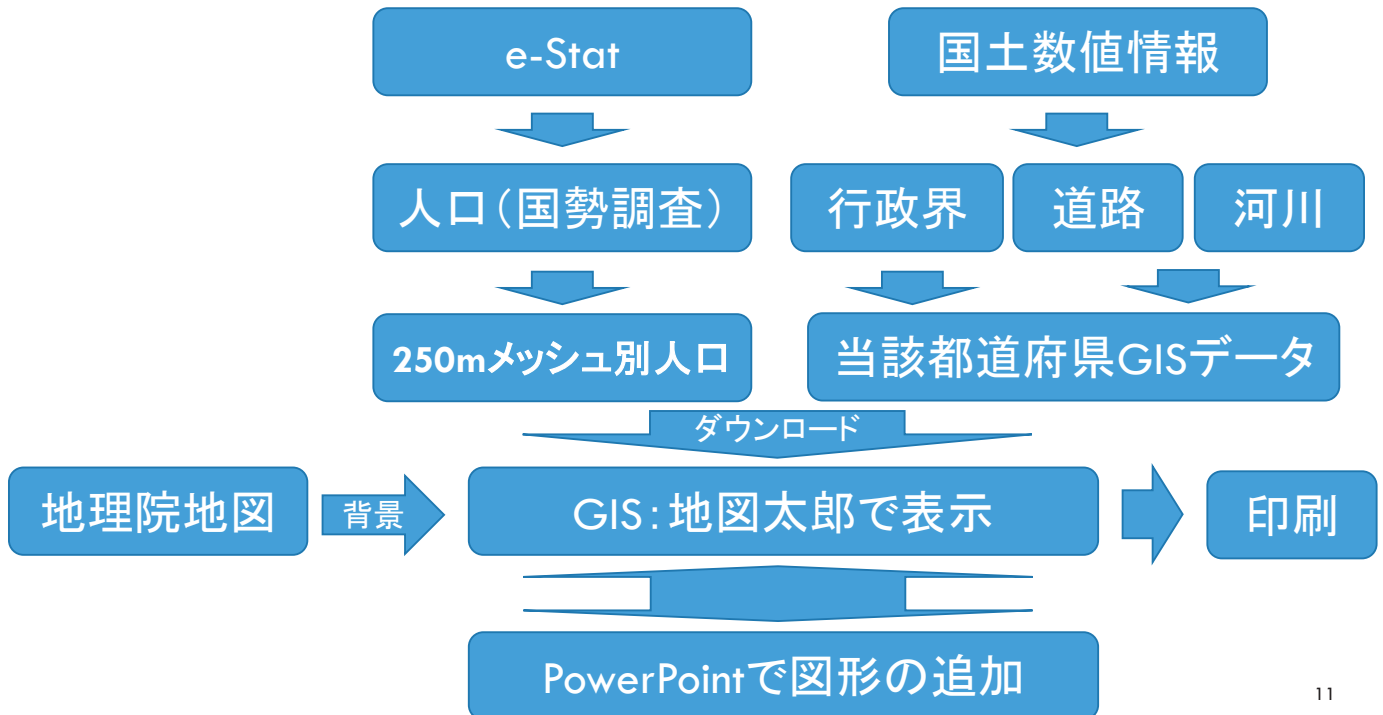 e-Stat
国土数値情報
人口（国勢調査）
行政界
道路
河川
250mメッシュ別人口
当該都道府県GISデータ
ダウンロード
地理院地図
背景
GIS：地図太郎で表示
印刷
PowerPointで図形の追加
11